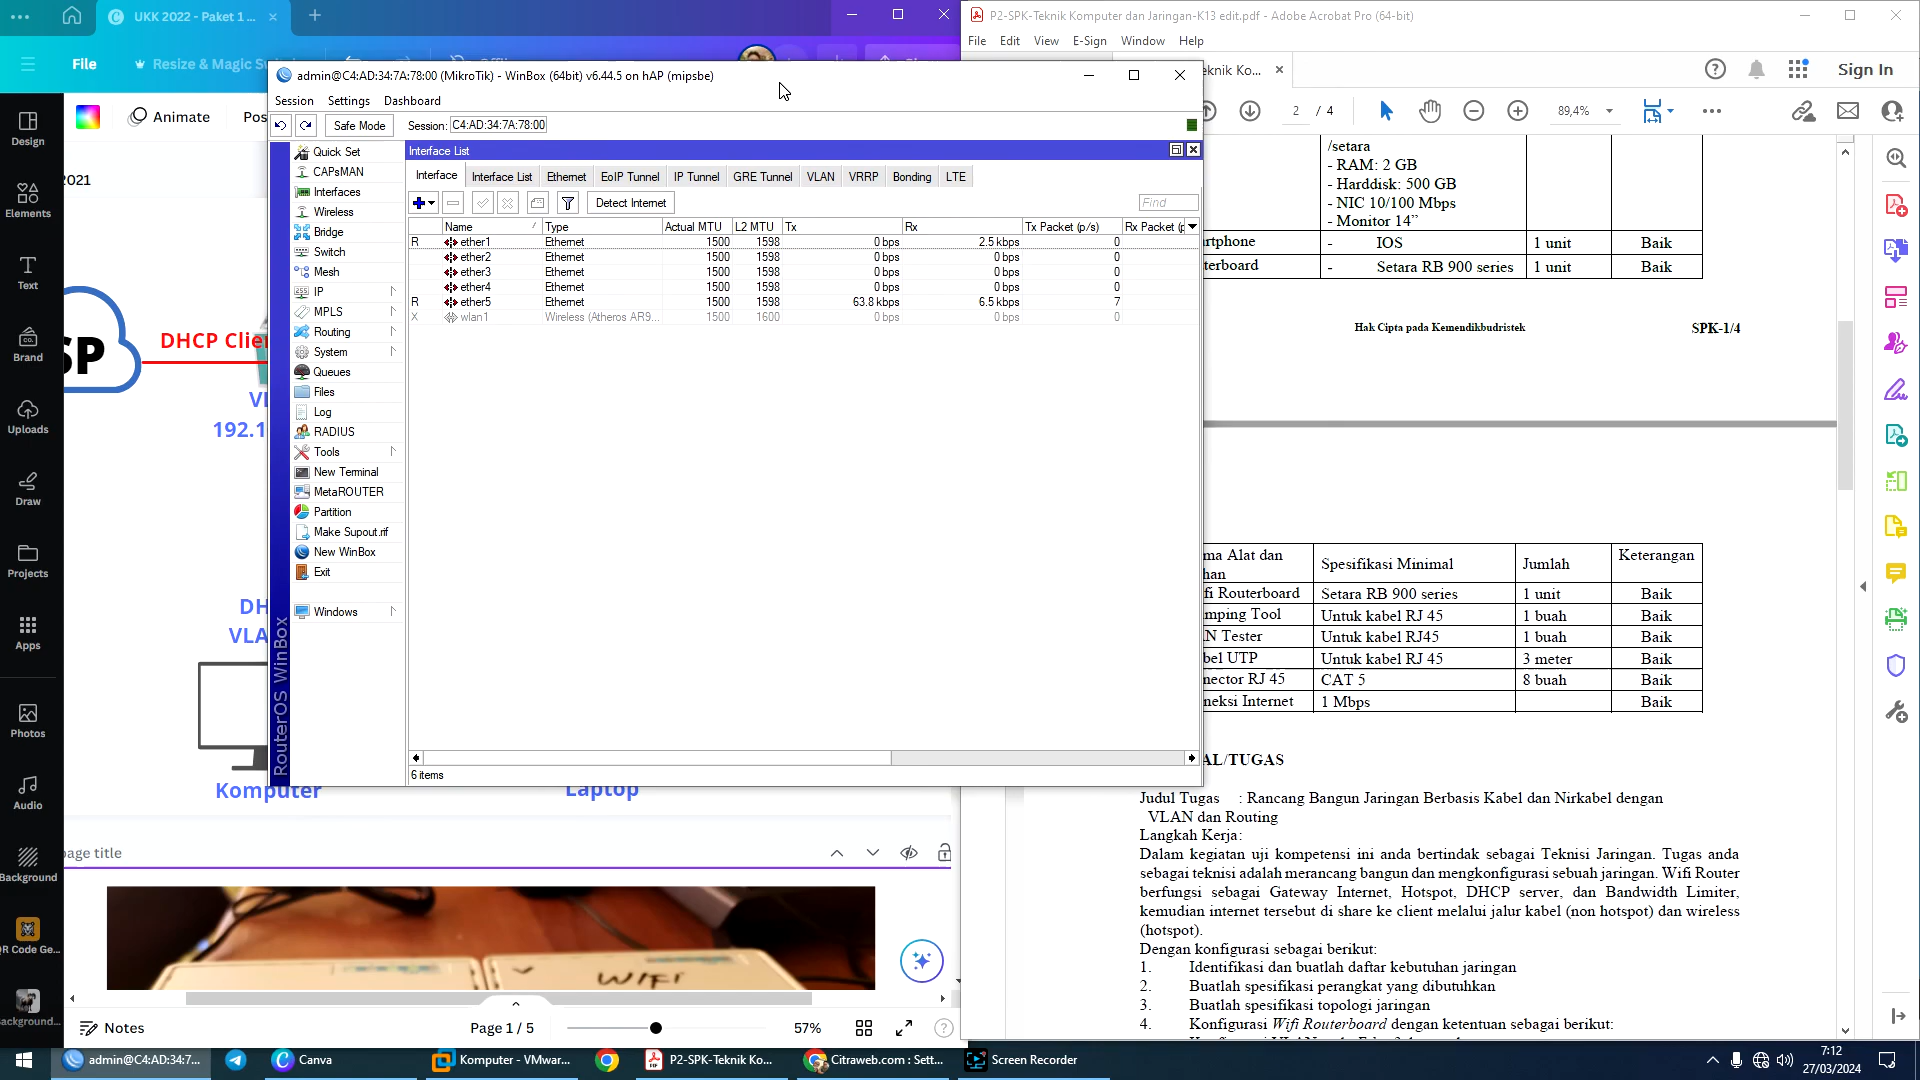 UKK 2022 - Paket 1 ...
File
Resize & Magic Swi
Animate
Pos
Design
Elements
Text
Brand
Uploads
Draw
Projects
Apps
Photos
Audio
Background
QR Code Ge...
ackground...
2021
SP
DHCP Clie
VL
192.1
DH
VLA
Komputer
Laptop
page title
WIFI
Notes
Page 1 / 5
57%
admin@C4:AD:34:7A:78:00 (MikroTik) - WinBox (64bit) v6.44.5 on hAP (mipsbe)
Session Settings Dashboard
Safe Mode
Session: C4:AD:34:7A:78:00
Quick Set
CAPsMAN
Interfaces
Wireless
Bridge
Switch
Mesh
IP
MPLS
Routing
System
Queues
Files
Log
RADIUS
Tools
New Terminal
MetaROUTER
Partition
Make Supout.rif
New WinBox
Exit
Windows
RouterOS WinBox
Interface List
Interface Interface List Ethernet EoIP Tunnel IP Tunnel GRE Tunnel VLAN VRRP Bonding LTE
Detect Internet
Find
Name Type Actual MTU L2 MTU Tx Rx Tx Packet (p/s) Rx Packet (p
R ether1 Ethernet 1500 1598 0 bps 2.5 kbps 0
ether2 Ethernet 1500 1598 0 bps 0 bps 0
ether3 Ethernet 1500 1598 0 bps 0 bps 0
ether4 Ethernet 1500 1598 0 bps 0 bps 0
R ether5 Ethernet 1500 1598 63.8 kbps 6.5 kbps 7
X wlan1 Wireless (Atheros AR9... 1500 1600 0 bps 0 bps 0
6 items
P2-SPK-Teknik Komputer dan Jaringan-K13 edit.pdf - Adobe Acrobat Pro (64-bit)
File Edit View E-Sign Window Help
eknik Ko...
Sign In
2 / 4
89,4%
/setara
- RAM: 2 GB
- Harddisk: 500 GB
- NIC 10/100 Mbps
- Monitor 14”
rtphone - IOS 1 unit Baik
terboard - Setara RB 900 series 1 unit Baik
Hak Cipta pada Kemendikbudristek
SPK-1/4
ma Alat dan
han
Spesifikasi Minimal Jumlah Keterangan
fi Routerboard Setara RB 900 series 1 unit Baik
mping Tool Untuk kabel RJ 45 1 buah Baik
N Tester Untuk kabel RJ45 1 buah Baik
bel UTP Untuk kabel RJ 45 3 meter Baik
nector RJ 45 CAT 5 8 buah Baik
neksi Internet 1 Mbps Baik
AL/TUGAS
Judul Tugas : Rancang Bangun Jaringan Berbasis Kabel dan Nirkabel dengan
VLAN dan Routing
Langkah Kerja:
Dalam kegiatan uji kompetensi ini anda bertindak sebagai Teknisi Jaringan. Tugas anda
sebagai teknisi adalah merancang bangun dan mengkonfigurasi sebuah jaringan. Wifi Router
berfungsi sebagai Gateway Internet, Hotspot, DHCP server, dan Bandwidth Limiter,
kemudian internet tersebut di share ke client melalui jalur kabel (non hotspot) dan wireless
(hotspot).
Dengan konfigurasi sebagai berikut:
1. Identifikasi dan buatlah daftar kebutuhan jaringan
2. Buatlah spesifikasi perangkat yang dibutuhkan
3. Buatlah spesifikasi topologi jaringan
4. Konfigurasi Wifi Routerboard dengan ketentuan sebagai berikut:
admin@C4:AD:34:7...
Canva
Komputer - VMwar...
P2-SPK-Teknik Ko...
Citraweb.com : Sett...
Screen Recorder
7:12
27/03/2024